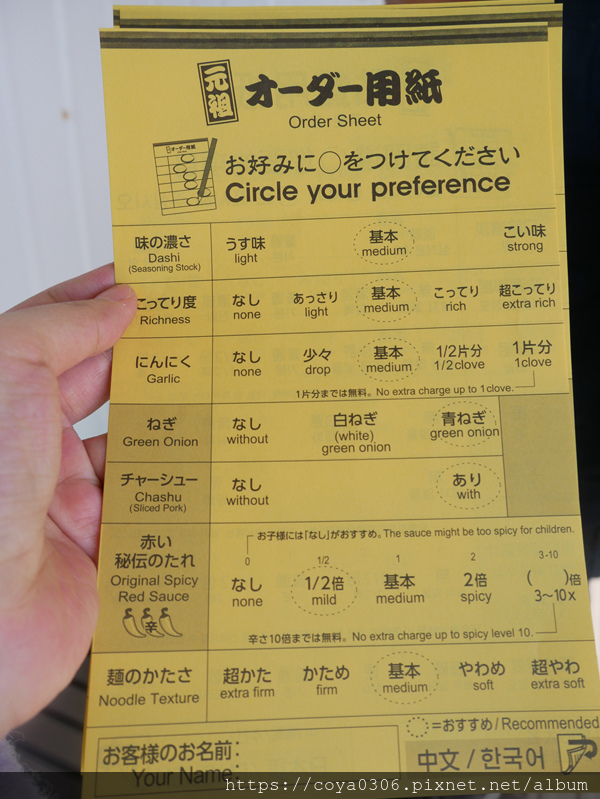 元祖 オーダー用紙
Order Sheet
お好みに○をつけてください
Circle your preference
味の濃さ うす味 基本 こい味
Dashi light medium strong
(Seasoning Stock)
こってり度 なし あっさり 基本 こってり 超こってり
Richness none light medium rich extra rich
にんにく なし 少々 基本 1/2片分 1片分
Garlic none drop medium 1/2clove 1clove
1片分までは無料。No extra charge up to 1clove.
ねぎ なし 白ねぎ 青ねぎ
Green Onion without (white) green onion
green onion
チャーシュー なし あり
Chashu without with
(Sliced Pork)
お子様には「なし」がおすすめ。The sauce might be too spicy for children.
赤い 0 1/2 1 2 3-10
秘伝のたれ なし 1/2倍 基本 2倍 ( )倍
Original Spicy none mild medium spicy 3〜10x
Red Sauce
辛
辛さ10倍までは無料。No extra charge up to spicy level 10.
麺のかたさ 超かた かため 基本 やわめ 超やわ
Noodle Texture extra firm firm medium soft extra soft
=おすすめ/Recommended
お客様のお名前:
Your Name:
中文 / 한국어
https://coya0306.pixnet.net/album